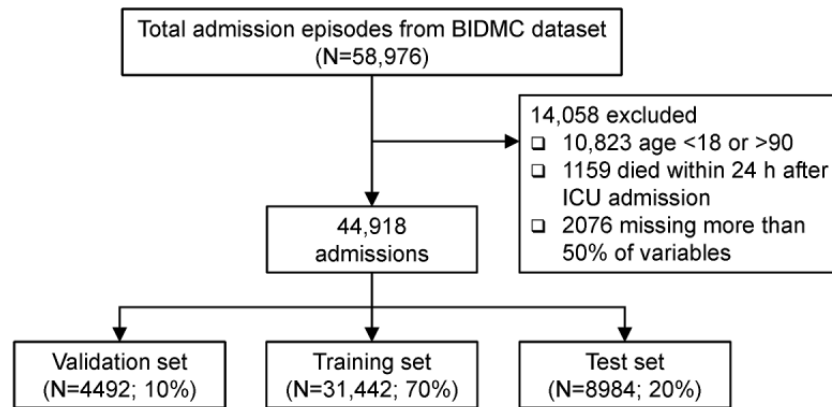 Total admission episodes from BIDMC dataset
(N=58,976)
14,058 excluded
❑ 10,823 age <18 or >90
❑ 1159 died within 24 h after
ICU admission
❑ 2076 missing more than
50% of variables
44,918
admissions
Validation set
(N=4492; 10%)
Training set
(N=31,442; 70%)
Test set
(N=8984; 20%)